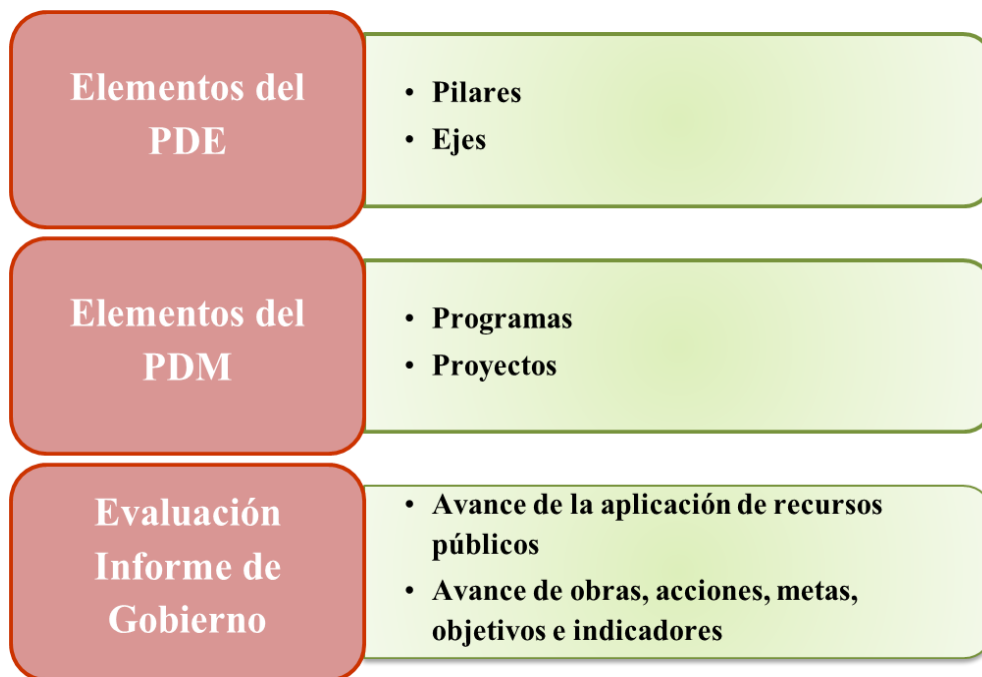 Elementos del
PDE
• Pilares
• Ejes
Elementos del
PDM
• Programas
• Proyectos
Evaluación
Informe de
Gobierno
• Avance de la aplicación de recursos
públicos
• Avance de obras, acciones, metas,
objetivos e indicadores